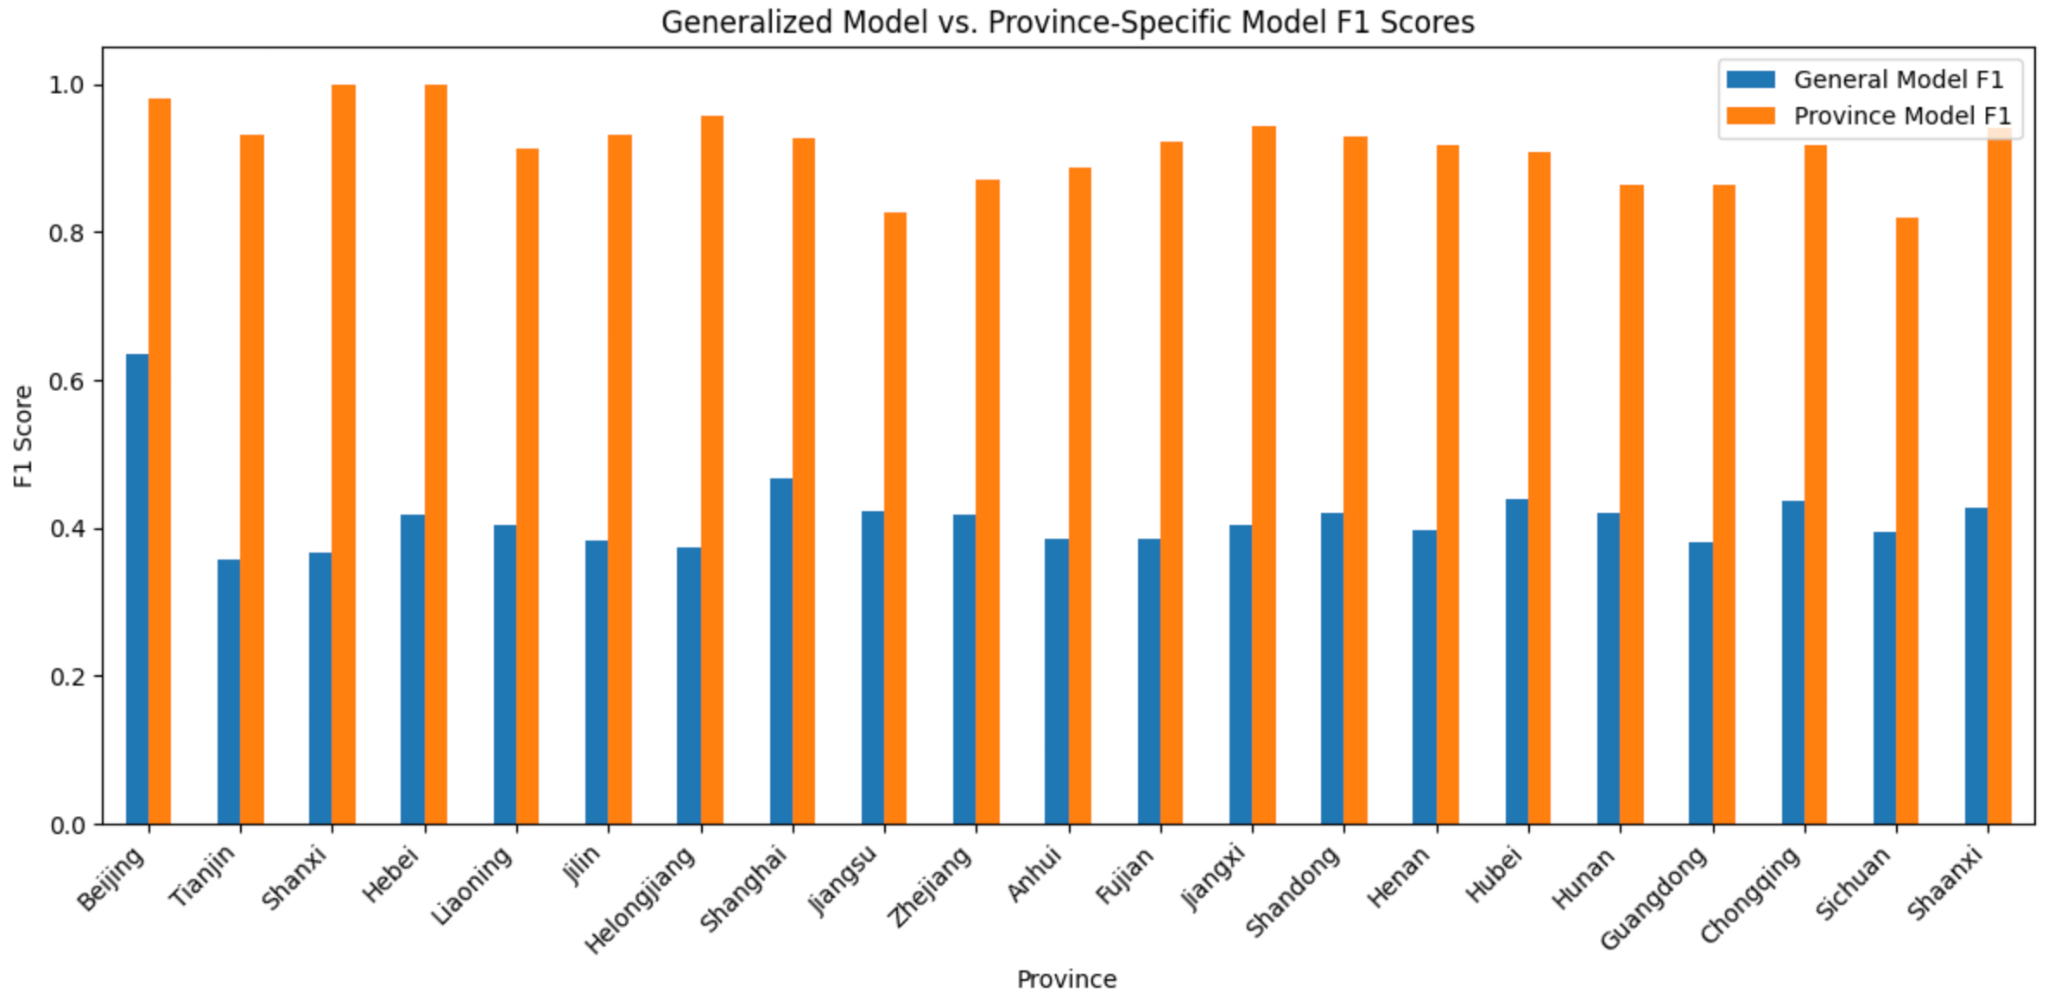 Generalized Model vs. Province-Specific Model F1 Scores
General Model F1
Province Model F1
F1 Score
1.0
0.8
0.6
0.4
0.2
0.0
Beijing
Tianjin
Shanxi
Hebei
Liaoning
Jilin
Helongjiang
Shanghai
Jiangsu
Zhejiang
Anhui
Fujian
Jiangxi
Shandong
Henan
Hubei
Hunan
Guangdong
Chongqing
Sichuan
Shaanxi
Province